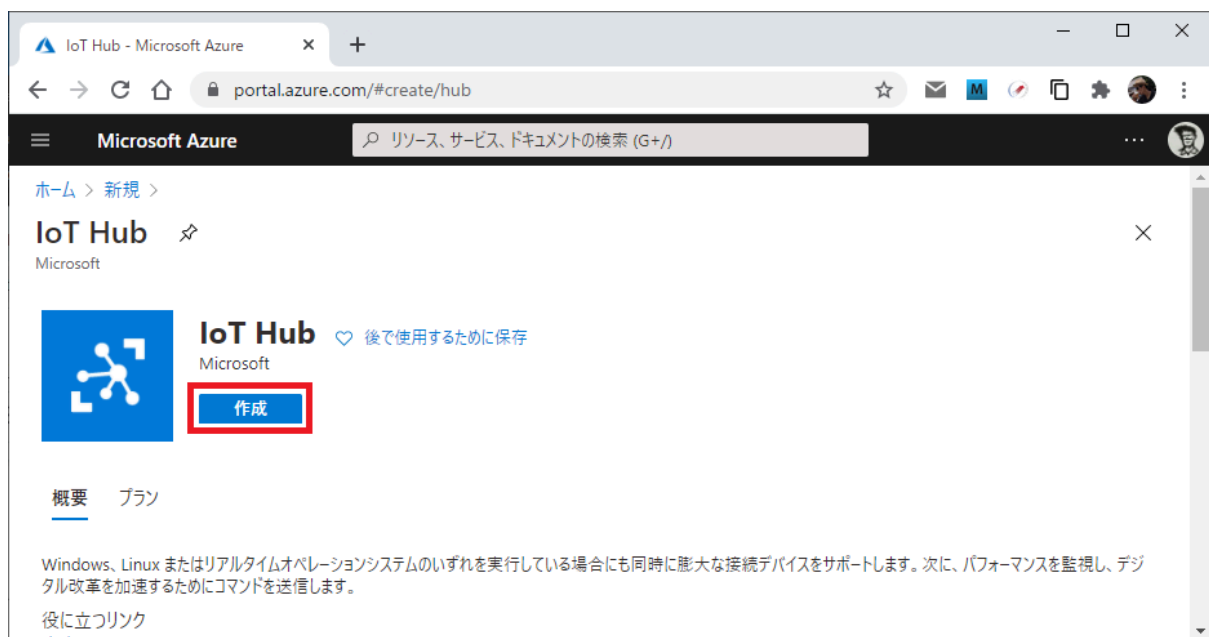 IoT Hub - Microsoft Azure
portal.azure.com/#create/hub
M
Microsoft Azure
リソース、サービス、ドキュメントの検索 (G+/)
ホーム > 新規 >
IoT Hub
Microsoft
IoT Hub 後で使用するために保存
Microsoft
作成
概要 プラン
Windows、Linux またはリアルタイムオペレーションシステムのいずれを実行している場合にも同時に膨大な接続デバイスをサポートします。次に、パフォーマンスを監視し、デジ
タル改革を加速するためにコマンドを送信します。
役に立つリンク